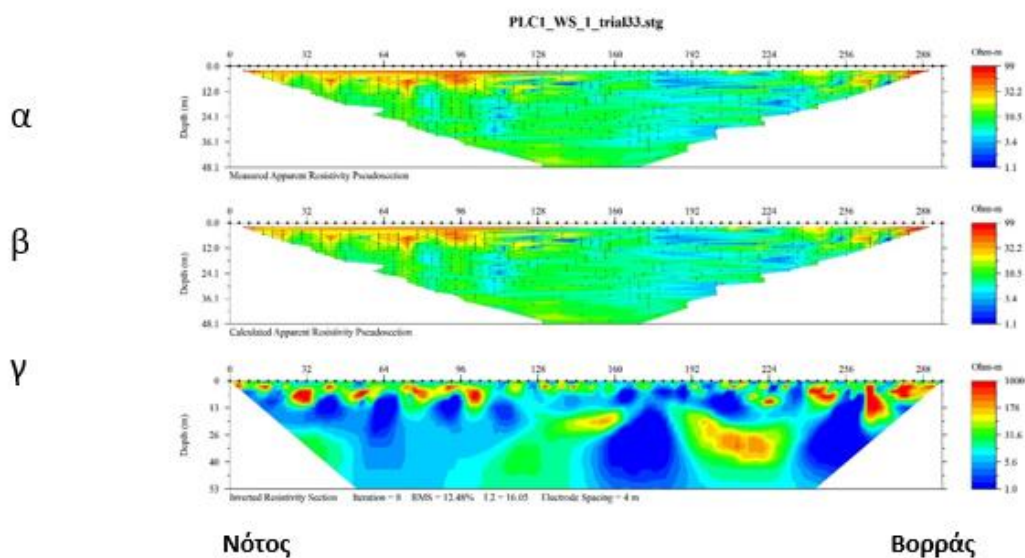 PLC1_WS_1_trial33.stg
α
0 32 64 96 128 160 192 224 256 288
Ohm-m
0.0
12.0
24.1
36.1
48.1
Depth (m)
99
32.2
10.5
3.4
1.1
Measured Apparent Resistivity Pseudosection
β
0 32 64 96 128 160 192 224 256 288
Ohm-m
0.0
12.0
24.1
36.1
48.1
Depth (m)
99
32.2
10.5
3.4
1.1
Calculated Apparent Resistivity Pseudosection
γ
0 32 64 96 128 160 192 224 256 288
Ohm-m
0
13
26
40
53
Depth (m)
1000
178
31.6
5.6
1.0
Inverted Resistivity Section Iteration = 8 RMS = 12.48% L2 = 16.05 Electrode Spacing = 4 m
Νότος Βορράς